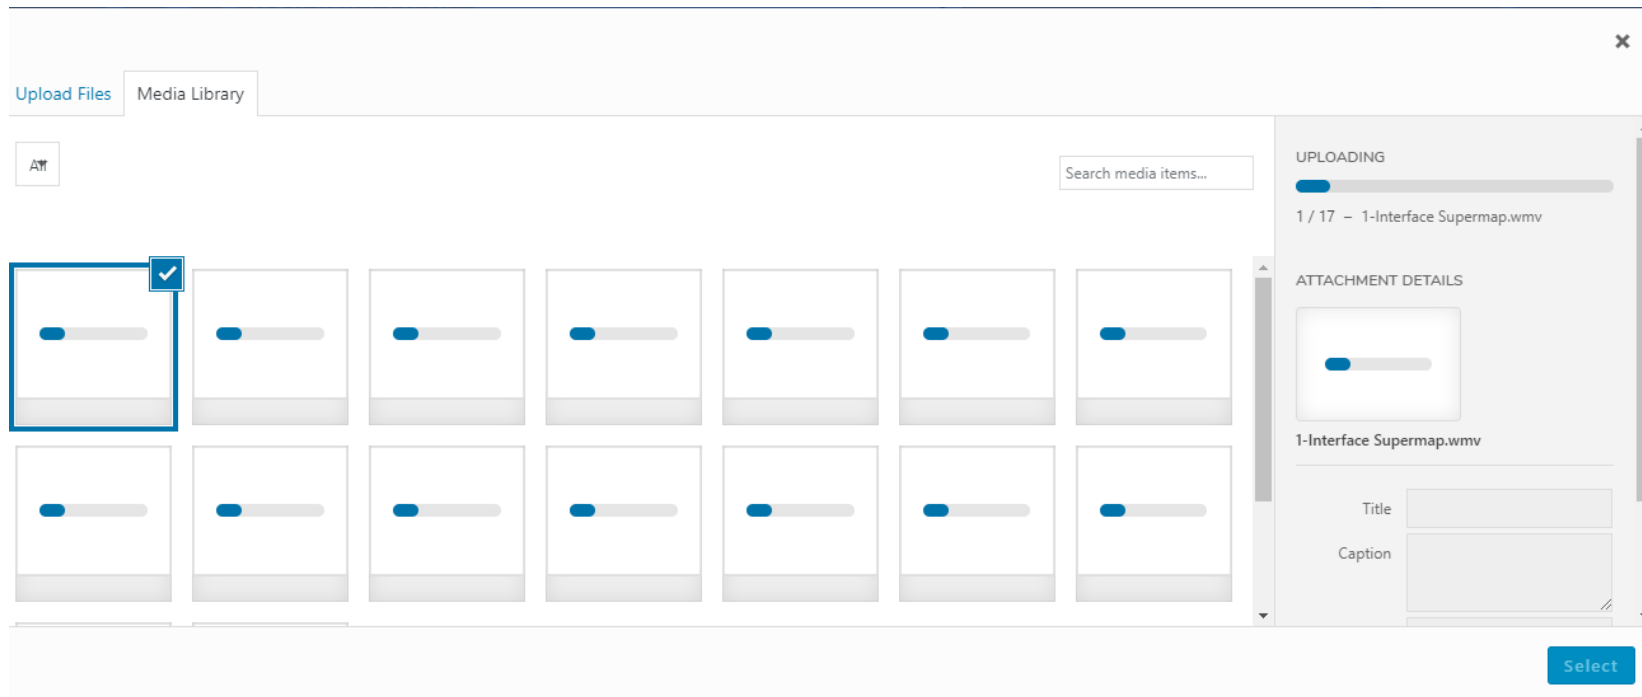 Upload Files
Media Library
All
Search media items...
UPLOADING
1 / 17 – 1-Interface Supermap.wmv
ATTACHMENT DETAILS
1-Interface Supermap.wmv
Title
Caption
Select